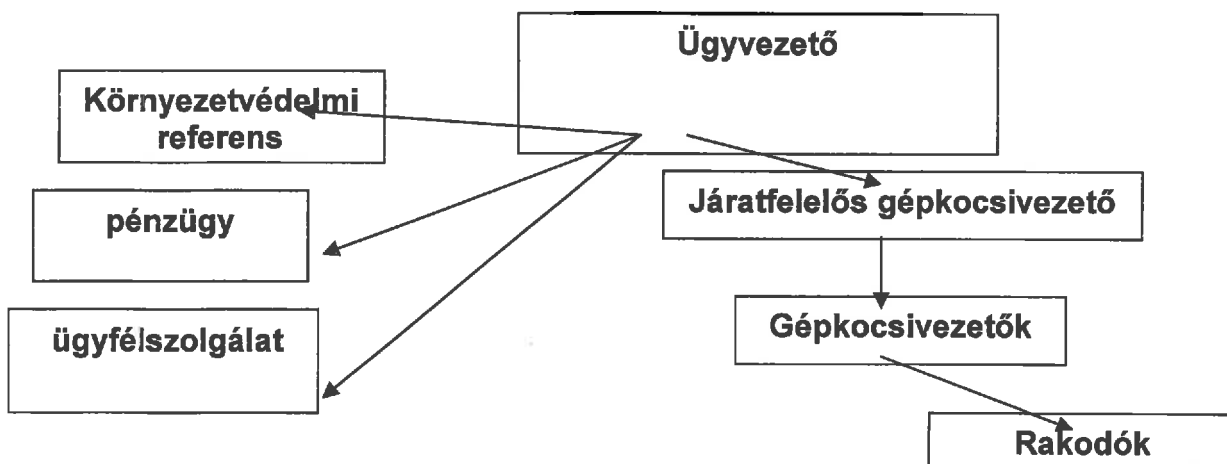 Ügyvezető
Környezetvédelmi
referens
pénzügy
Járatfelelős gépkocsivezető
ügyfélszolgálat
Gépkocsivezetők
Rakodók